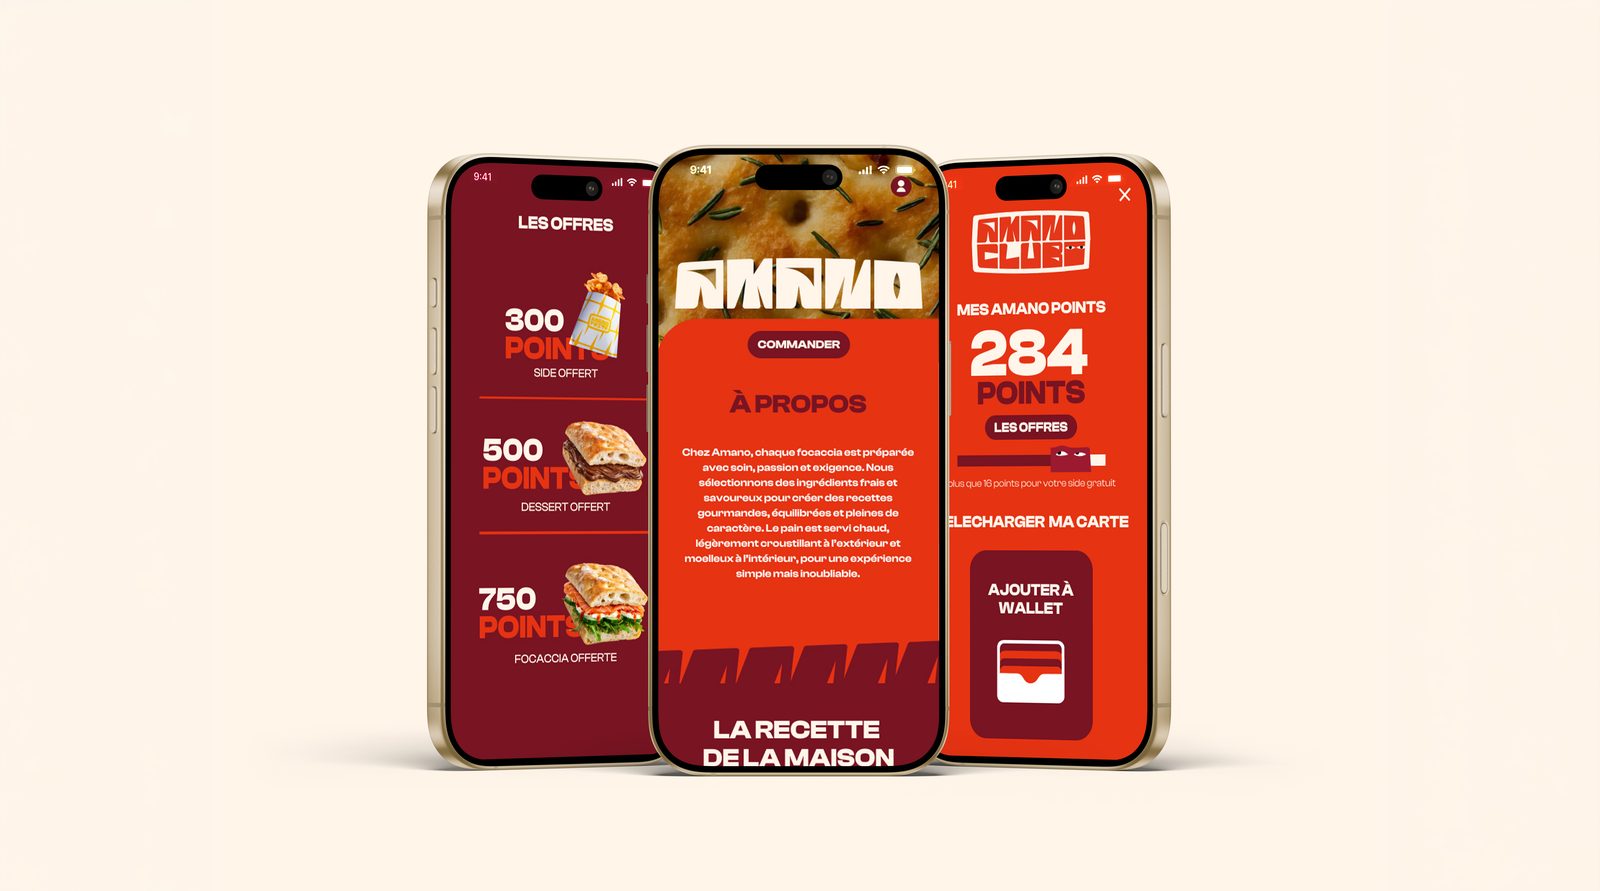 9:41
LES OFFRES
300
POINTS
SIDE OFFERT
500
POINTS
DESSERT OFFERT
750
POINTS
FOCACCIA OFFERTE
9:41
AMANO
COMMANDER
À PROPOS
Chez Amano, chaque focaccia est préparée
avec soin, passion et exigence. Nous
sélectionnons des ingrédients frais et
savoureux pour créer des recettes
gourmandes, équilibrées et pleines de
caractère. Le pain est servi chaud,
légèrement croustillant à l'extérieur et
moelleux à l'intérieur, pour une expérience
simple mais inoubliable.
LA RECETTE
DE LA MAISON
41
X
AMANO
CLUB
MES AMANO POINTS
284
POINTS
LES OFFRES
plus que 16 points pour votre side gratuit
ELECHARGER MA CARTE
AJOUTER À
WALLET